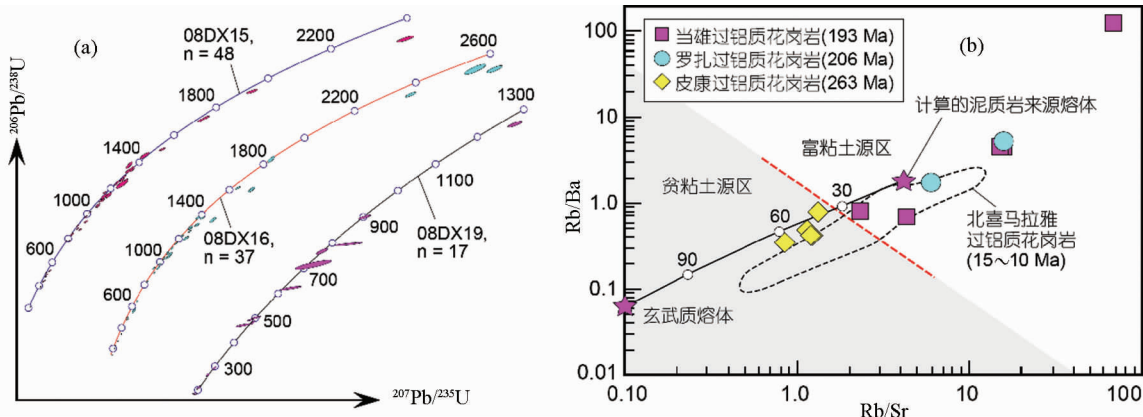 (a)
08DX15,
n = 48
2200
1800
1400
1000
600
2600
2200
1800
1400
1000
600
08DX16,
n = 37
1300
1100
900
700
500
300
08DX19,
n = 17
²⁰⁶Pb/²³⁸U
²⁰⁷Pb/²³⁵U
(b)
当雄过铝质花岗岩(193 Ma)
罗扎过铝质花岗岩(206 Ma)
皮康过铝质花岗岩(263 Ma)
计算的泥质岩来源熔体
富粘土源区
贫粘土源区
30
60
90
北喜马拉雅
过铝质花岗岩
(15～10 Ma)
玄武质熔体
100
10
1.0
0.1
0.01
Rb/Ba
0.10
1.0
10
100
Rb/Sr